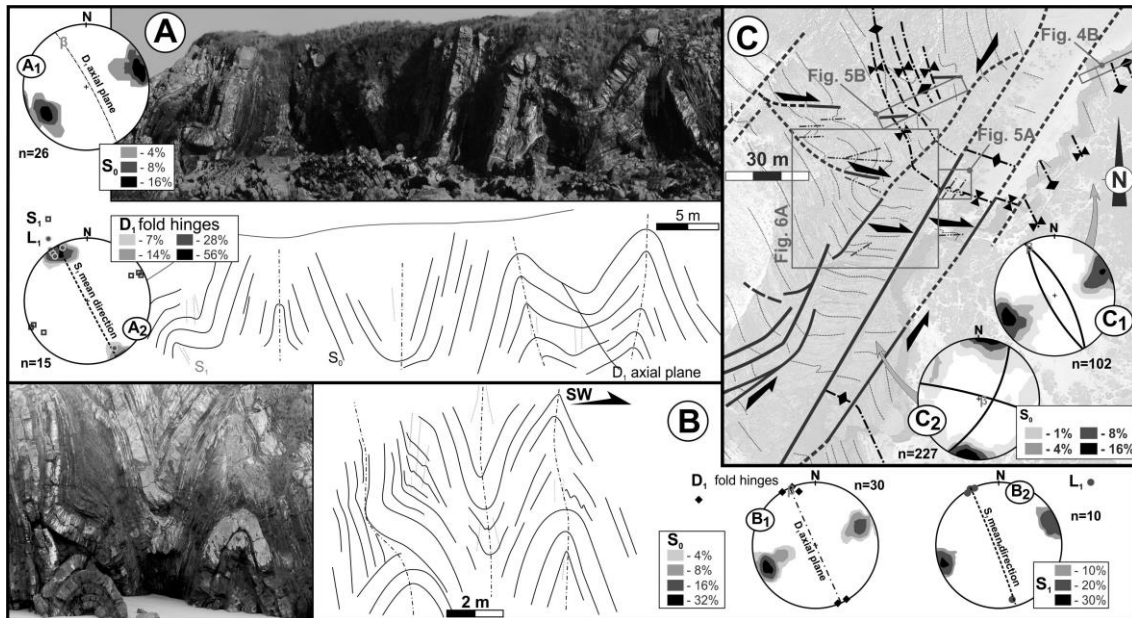 A
N
β
D₁ axial plane
A₁
n=26
S₀
- 4%
- 8%
- 16%
S₁
L₁
D₁ fold hinges
- 7%
- 28%
- 14%
- 56%
5 m
N
S₁ mean direction
A₂
n=15
S₁
S₀
D₁ axial plane
SW
B
2 m
C
Fig. 4B
Fig. 5B
Fig. 5A
30 m
Fig. 6A
N
N
C₁
n=102
N
β
C₂
n=227
S₀
- 1%
- 8%
- 4%
- 16%
D₁ fold hinges
n=30
N
B₁
D₁ axial plane
S₀
- 4%
- 8%
- 16%
- 32%
N
B₂
L₁
n=10
S₁ mean direction
S₁
- 10%
- 20%
- 30%